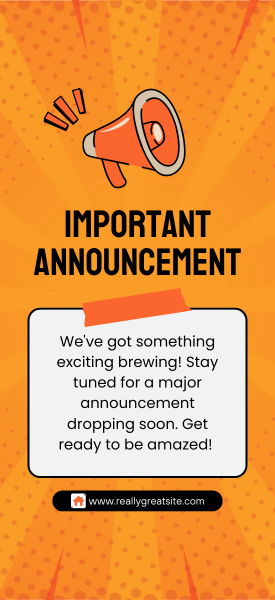 IMPORTANT
ANNOUNCEMENT
We've got something
exciting brewing! Stay
tuned for a major
announcement
dropping soon. Get
ready to be amazed!
www.reallygreatsite.com